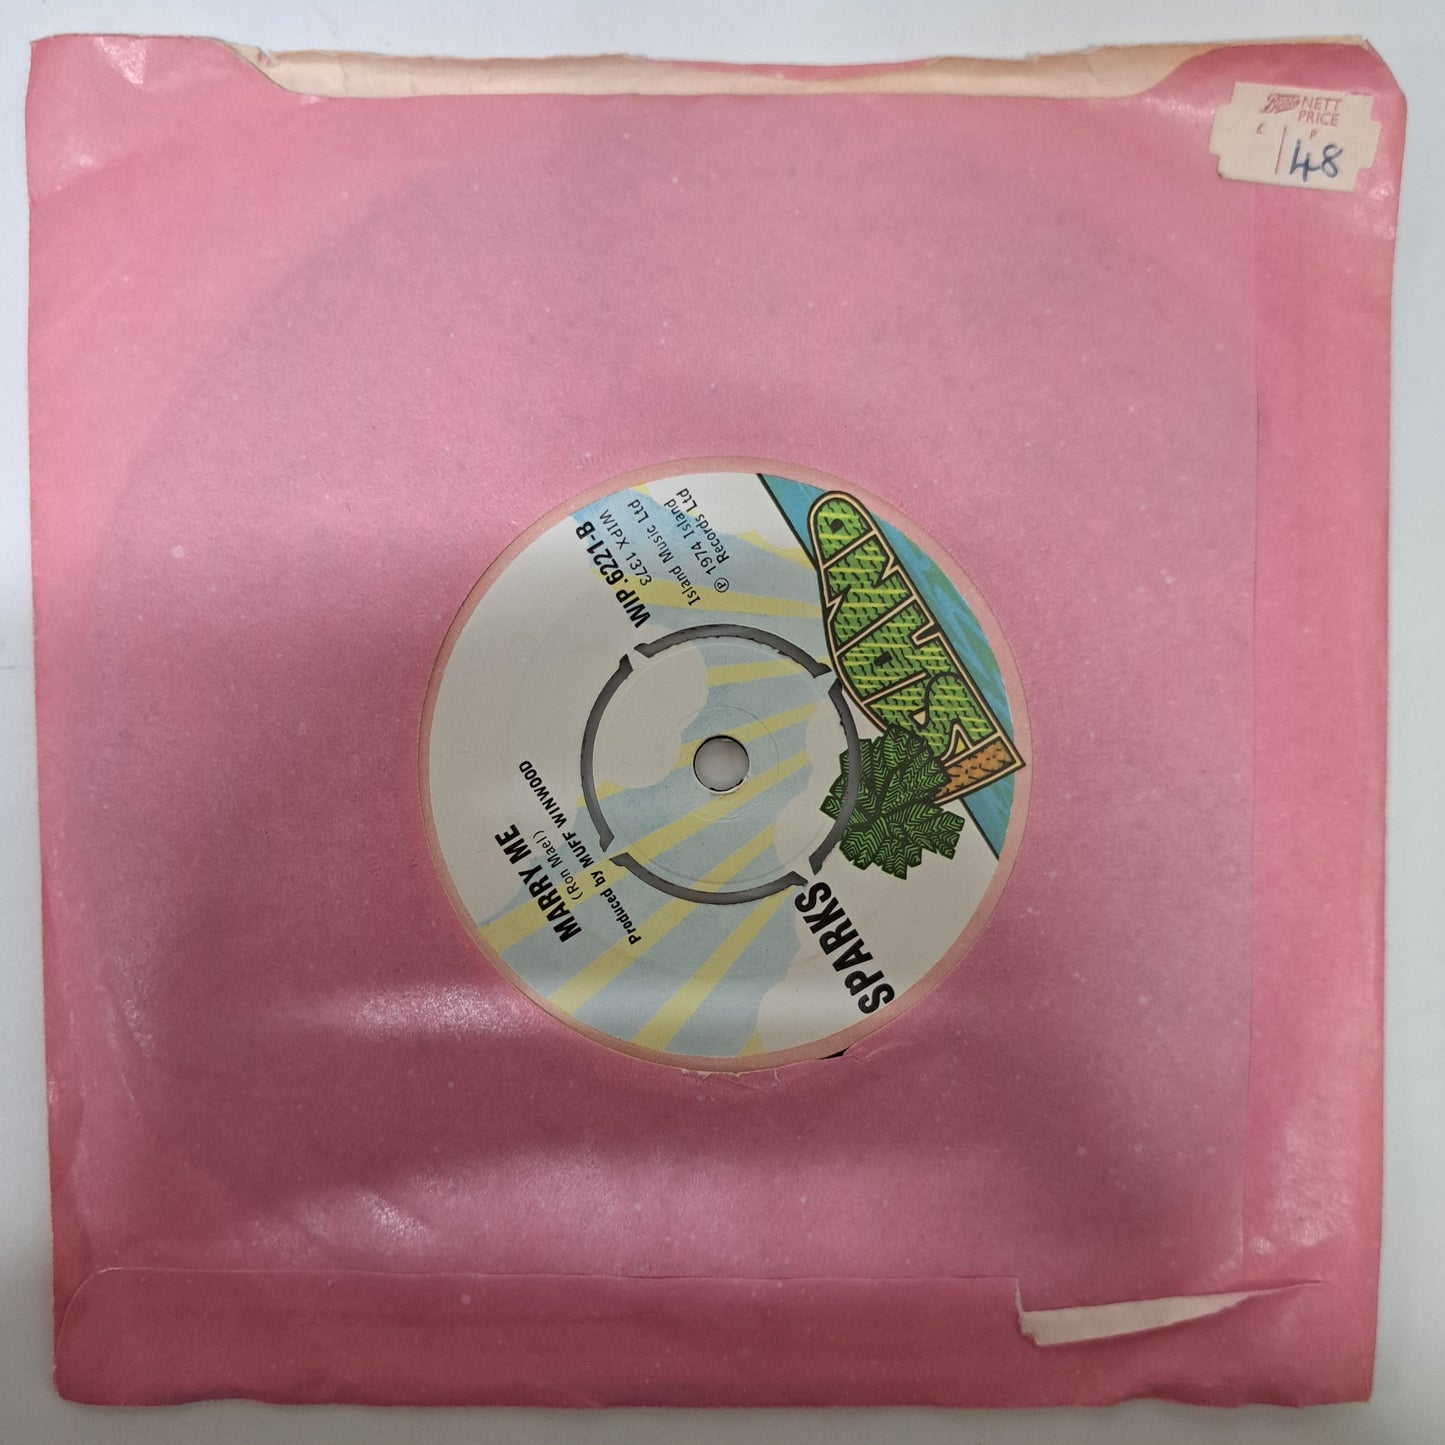 Boots NETT
PRICE
£ P
/48
ISLAND
WIP.6221-B
WIPX 1373
Island Music Ltd
℗ 1974 Island
Records Ltd
MARRY ME
(Ron Mael)
Produced by MUFF WINWOOD
SPARKS